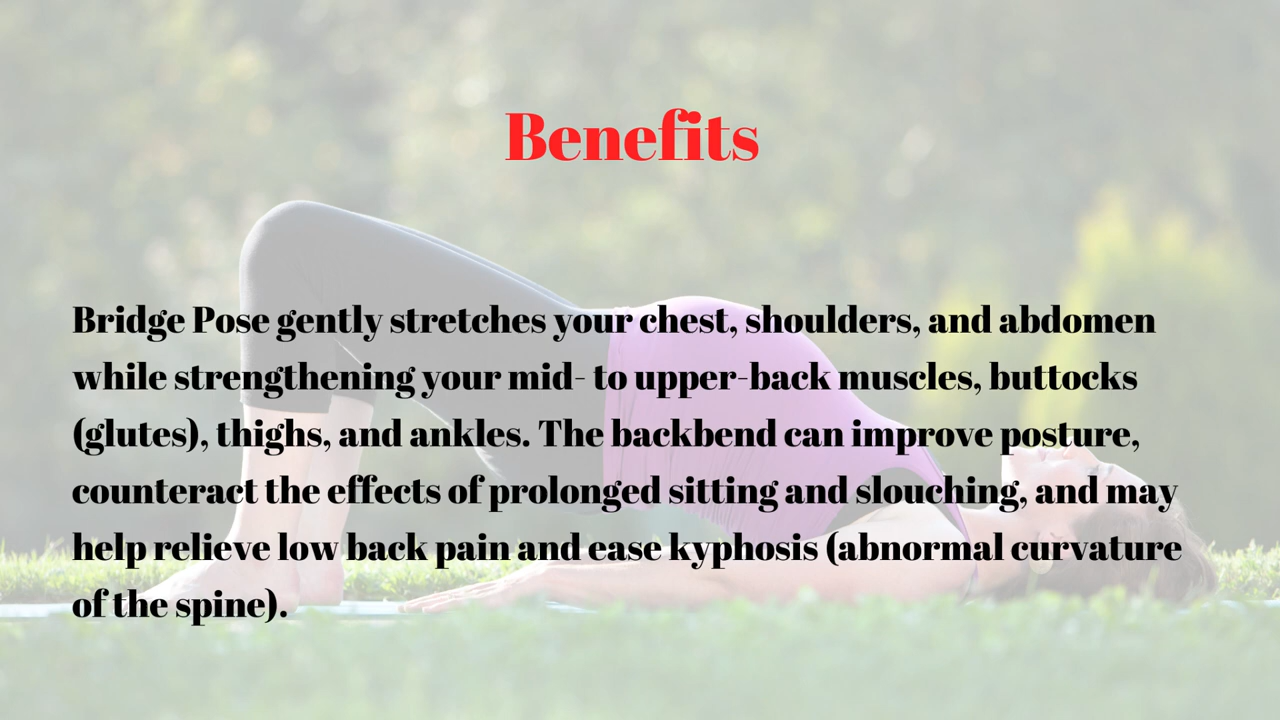 Benefits
Bridge Pose gently stretches your chest, shoulders, and abdomen
while strengthening your mid- to upper-back muscles, buttocks
(glutes), thighs, and ankles. The backbend can improve posture,
counteract the effects of prolonged sitting and slouching, and may
help relieve low back pain and ease kyphosis (abnormal curvature
of the spine).